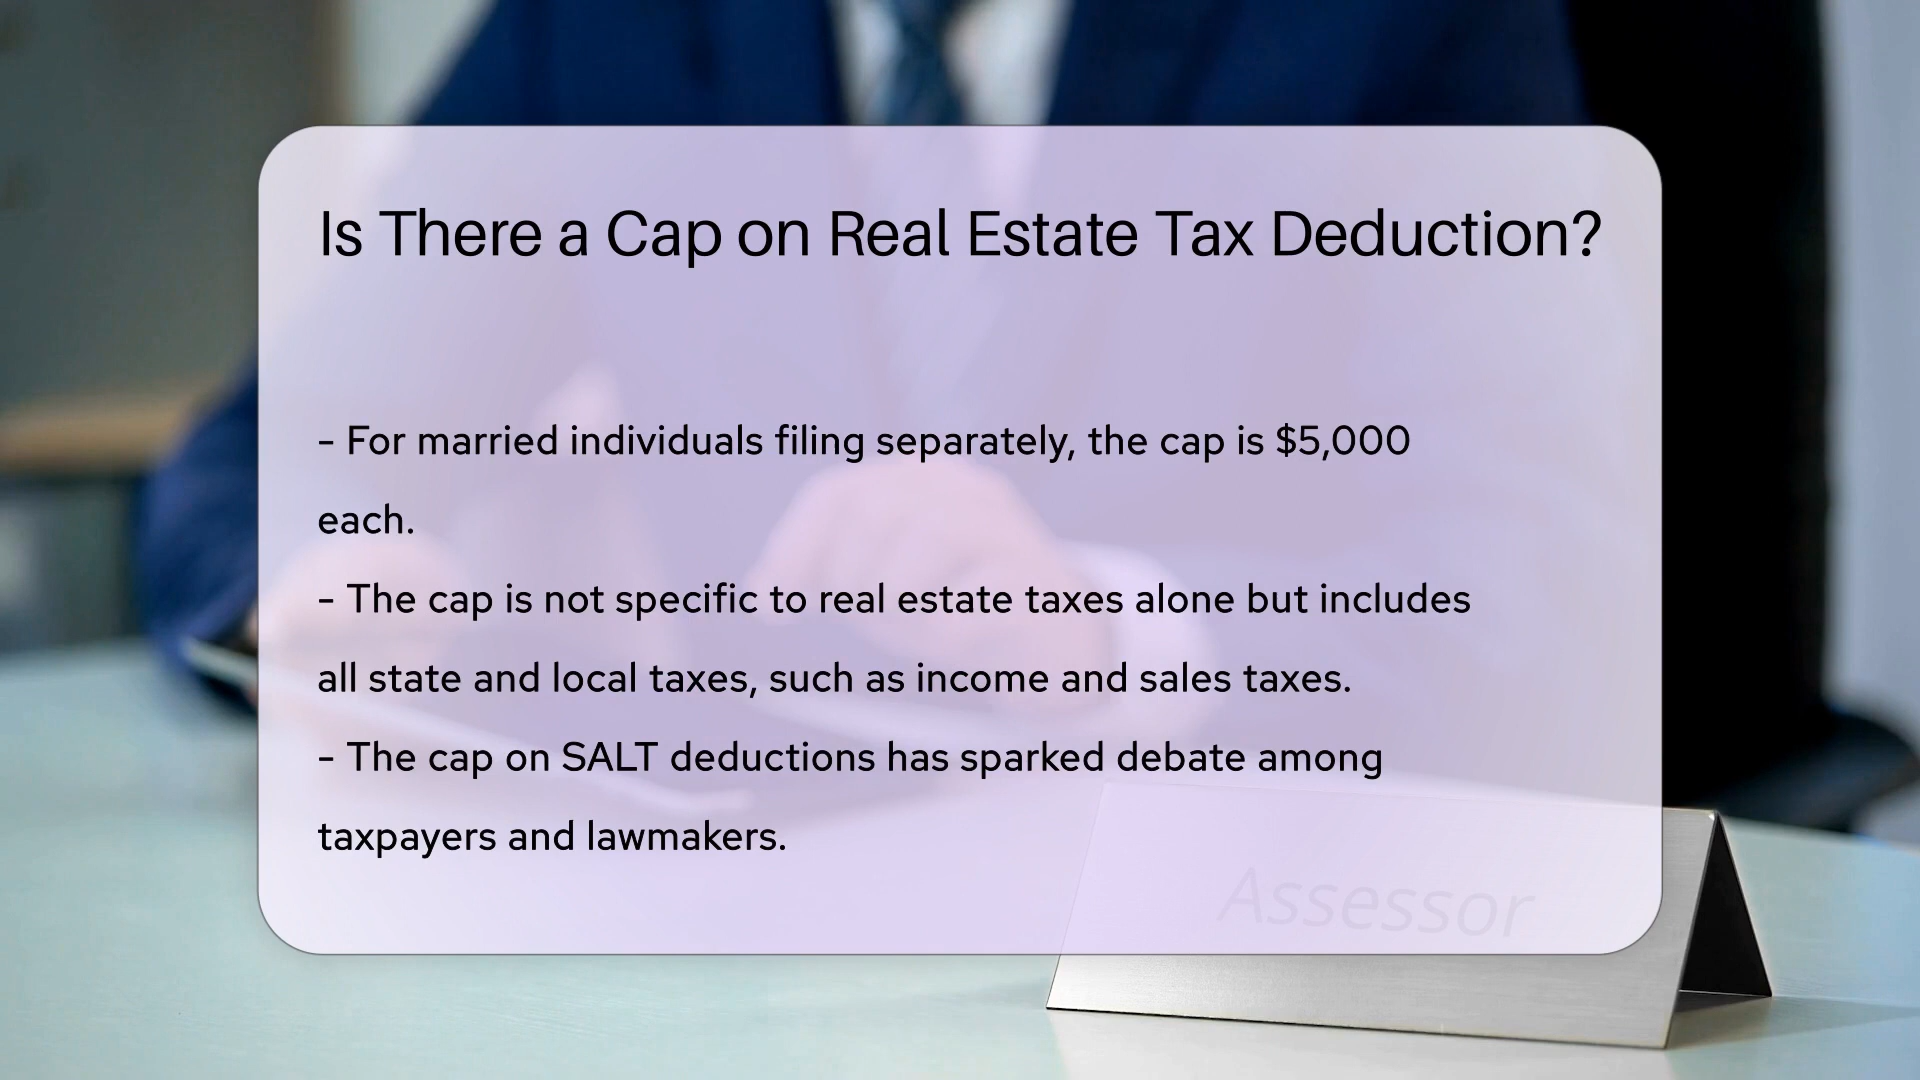 Is There a Cap on Real Estate Tax Deduction?
- For married individuals filing separately, the cap is $5,000
each.
- The cap is not specific to real estate taxes alone but includes
all state and local taxes, such as income and sales taxes.
- The cap on SALT deductions has sparked debate among
taxpayers and lawmakers.
Assessor